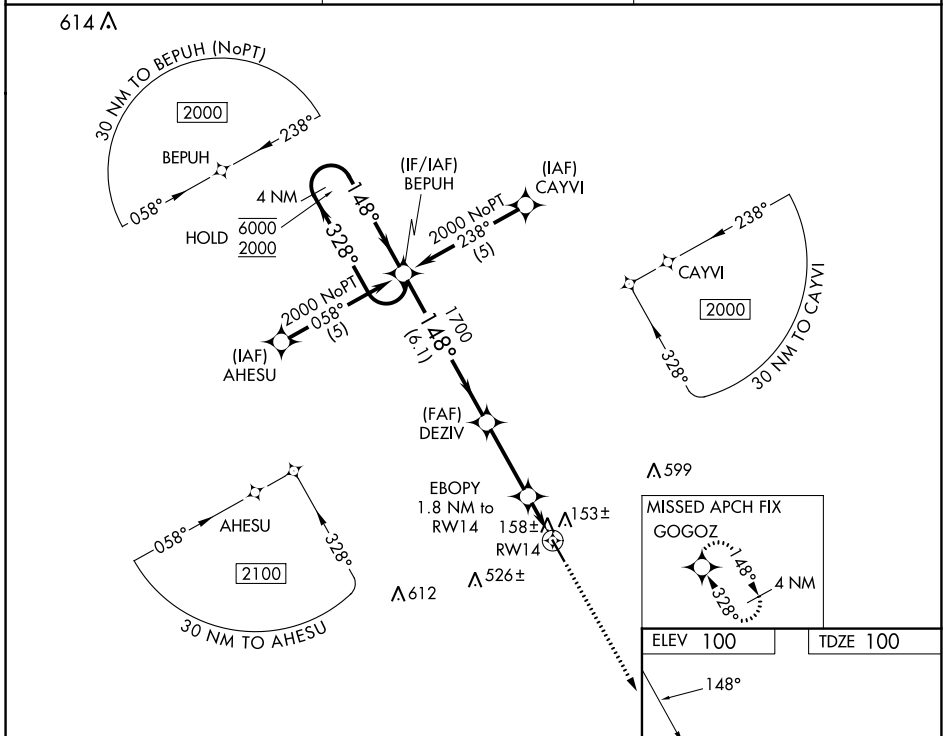 614
30 NM TO BEPUH (NoPT)
2000
238°
BEPUH
058°
(IF/IAF)
BEPUH
(IAF)
CAYVI
4 NM
148°
HOLD
6000
2000
328°
2000 NoPT
238°
(5)
2000 NoPT
058°
(5)
(IAF)
AHESU
1700
148°
(6.1)
238°
CAYVI
2000
328°
30 NM TO CAYVI
(FAF)
DEZIV
EBOPY
1.8 NM to
RW14
158±
153±
RW14
599
058°
AHESU
328°
2100
30 NM TO AHESU
612
526±
MISSED APCH FIX
GOGOZ
148°
4 NM
328°
ELEV 100
TDZE 100
148°